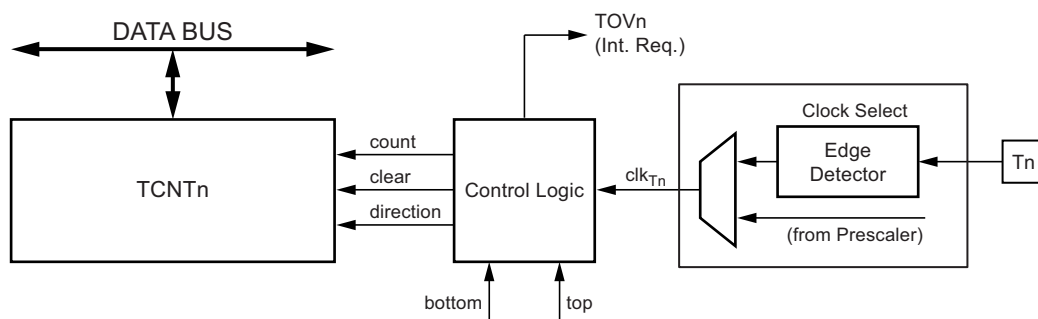 DATA BUS
TOVn
(Int. Req.)
Clock Select
count
Edge
Detector
Tn
TCNTn
clear
Control Logic
clkTn
direction
(from Prescaler)
bottom
top